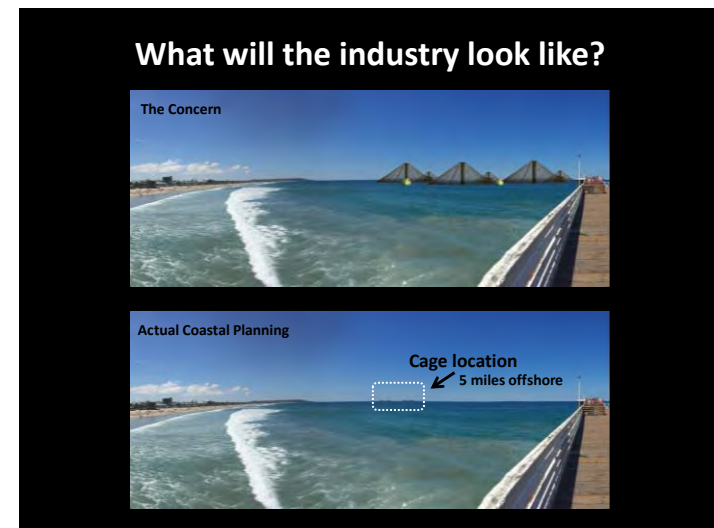 What will the industry look like?
The Concern
Actual Coastal Planning
Cage location
5 miles offshore